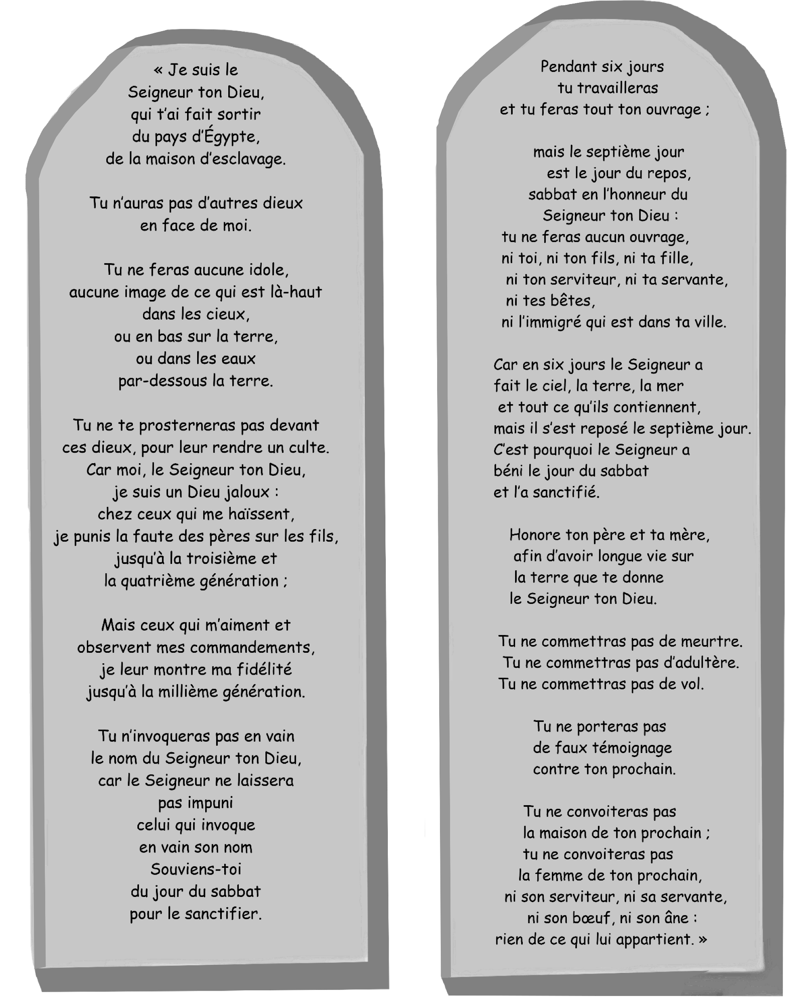 « Je suis le
Seigneur ton Dieu,
qui t’ai fait sortir
du pays d’Égypte,
de la maison d’esclavage.
Tu n’auras pas d’autres dieux
en face de moi.
Tu ne feras aucune idole,
aucune image de ce qui est là-haut
dans les cieux,
ou en bas sur la terre,
ou dans les eaux
par-dessous la terre.
Tu ne te prosterneras pas devant
ces dieux, pour leur rendre un culte.
Car moi, le Seigneur ton Dieu,
je suis un Dieu jaloux :
chez ceux qui me haïssent,
je punis la faute des pères sur les fils,
jusqu’à la troisième et
la quatrième génération ;
Mais ceux qui m’aiment et
observent mes commandements,
je leur montre ma fidélité
jusqu’à la millième génération.
Tu n’invoqueras pas en vain
le nom du Seigneur ton Dieu,
car le Seigneur ne laissera
pas impuni
celui qui invoque
en vain son nom
Souviens-toi
du jour du sabbat
pour le sanctifier.
Pendant six jours
tu travailleras
et tu feras tout ton ouvrage ;
mais le septième jour
est le jour du repos,
sabbat en l’honneur du
Seigneur ton Dieu :
tu ne feras aucun ouvrage,
ni toi, ni ton fils, ni ta fille,
ni ton serviteur, ni ta servante,
ni tes bêtes,
ni l’immigré qui est dans ta ville.
Car en six jours le Seigneur a
fait le ciel, la terre, la mer
et tout ce qu’ils contiennent,
mais il s’est reposé le septième jour.
C’est pourquoi le Seigneur a
béni le jour du sabbat
et l’a sanctifié.
Honore ton père et ta mère,
afin d’avoir longue vie sur
la terre que te donne
le Seigneur ton Dieu.
Tu ne commettras pas de meurtre.
Tu ne commettras pas d’adultère.
Tu ne commettras pas de vol.
Tu ne porteras pas
de faux témoignage
contre ton prochain.
Tu ne convoiteras pas
la maison de ton prochain ;
tu ne convoiteras pas
la femme de ton prochain,
ni son serviteur, ni sa servante,
ni son bœuf, ni son âne :
rien de ce qui lui appartient. »